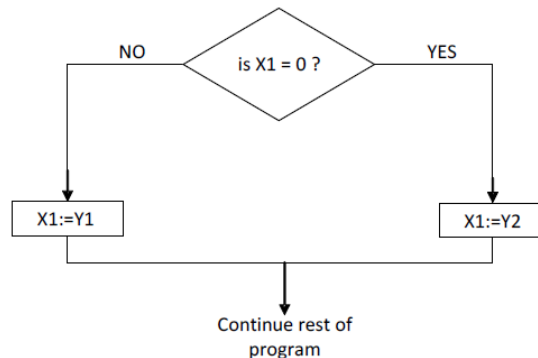 NO
is X1 = 0 ?
YES
X1:=Y1
X1:=Y2
Continue rest of
program